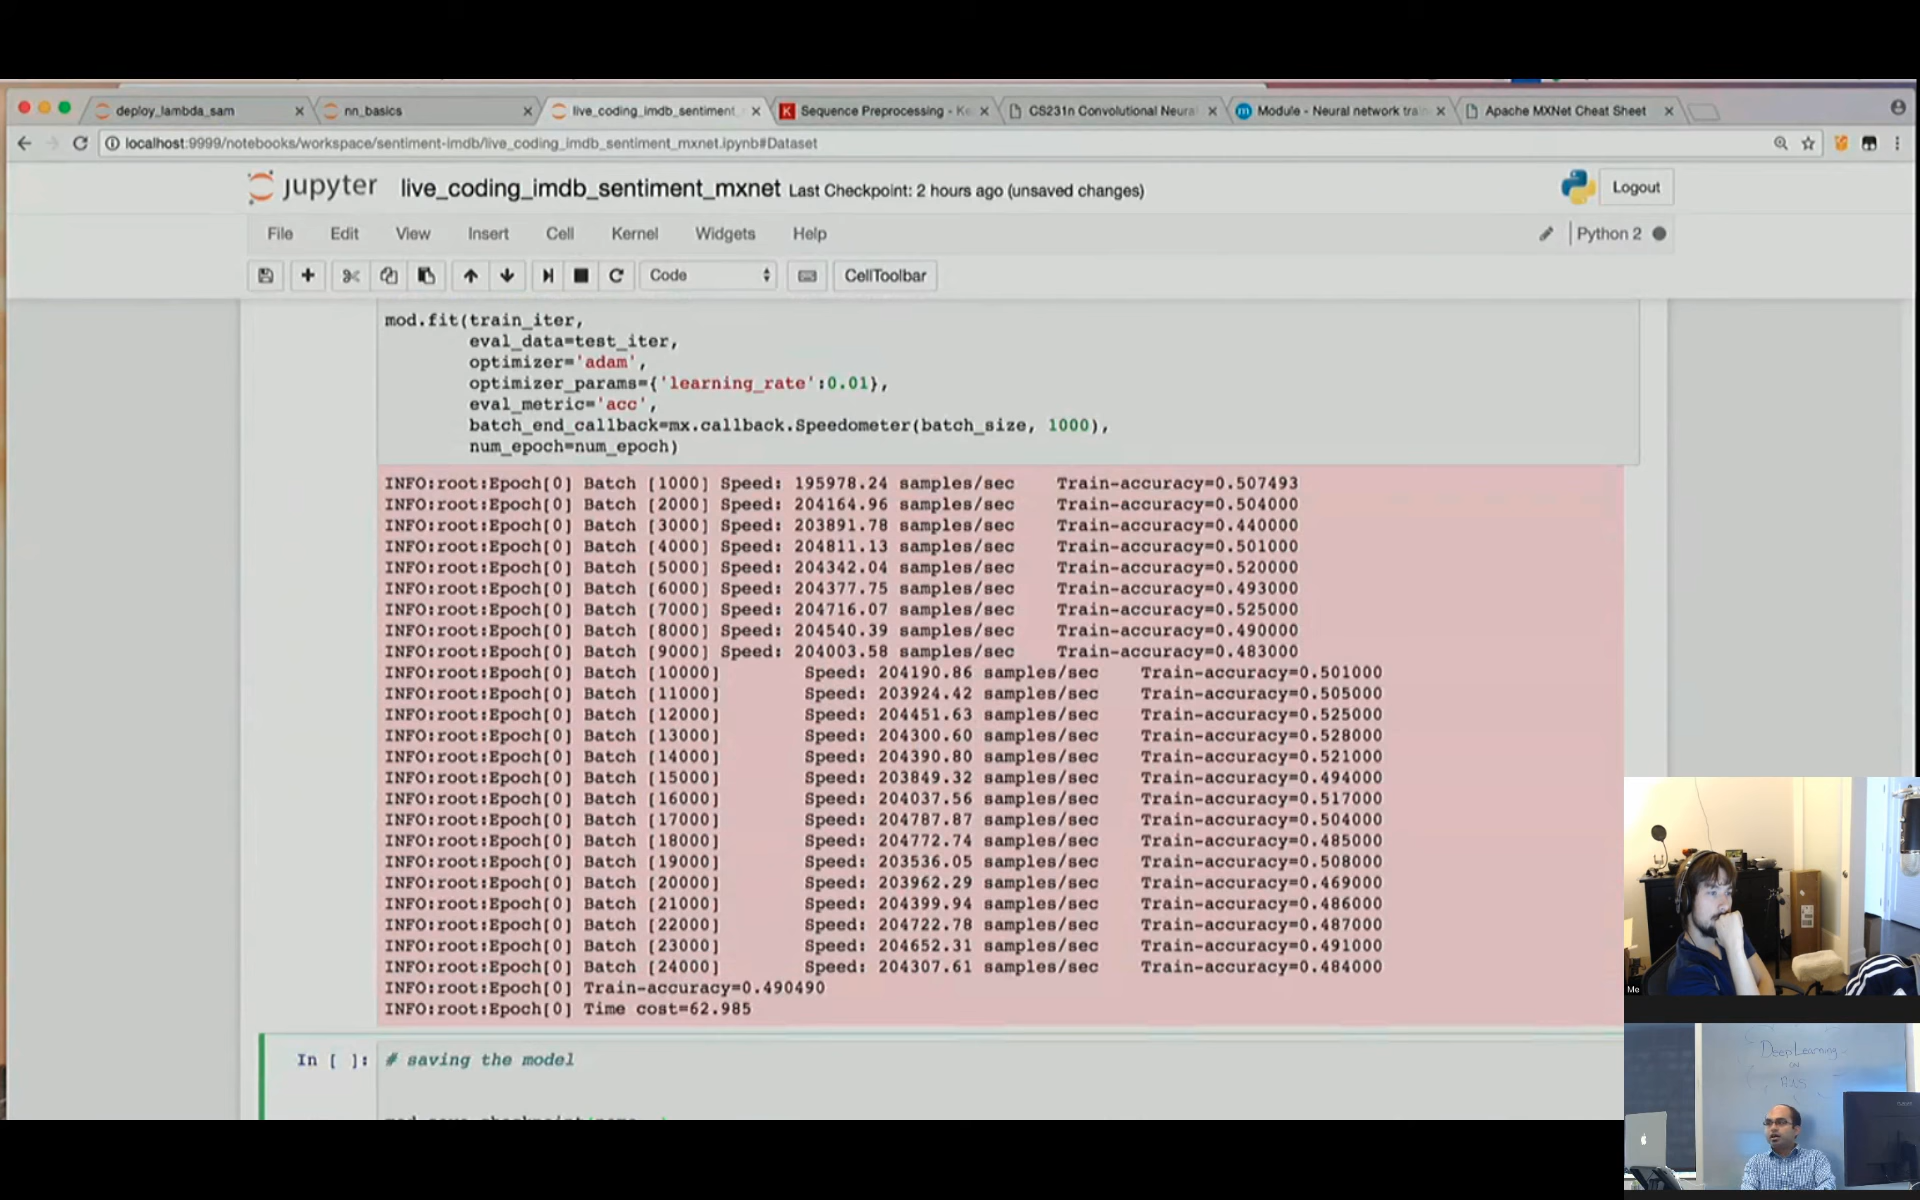 deploy_lambda_sam
nn_basics
live_coding_imdb_sentiment_
Sequence Preprocessing - Ke
CS231n Convolutional Neura
Module - Neural network tra
Apache MXNet Cheat Sheet
localhost:9999/notebooks/workspace/sentiment-imdb/live_coding_imdb_sentiment_mxnet.ipynb#Dataset
jupyter live_coding_imdb_sentiment_mxnet Last Checkpoint: 2 hours ago (unsaved changes)
Logout
File Edit View Insert Cell Kernel Widgets Help
Python 2
Code
CellToolbar
mod.fit(train_iter,
eval_data=test_iter,
optimizer='adam',
optimizer_params={'learning_rate':0.01},
eval_metric='acc',
batch_end_callback=mx.callback.Speedometer(batch_size, 1000),
num_epoch=num_epoch)
INFO:root:Epoch[0] Batch [1000] Speed: 195978.24 samples/sec Train-accuracy=0.507493
INFO:root:Epoch[0] Batch [2000] Speed: 204164.96 samples/sec Train-accuracy=0.504000
INFO:root:Epoch[0] Batch [3000] Speed: 203891.78 samples/sec Train-accuracy=0.440000
INFO:root:Epoch[0] Batch [4000] Speed: 204811.13 samples/sec Train-accuracy=0.501000
INFO:root:Epoch[0] Batch [5000] Speed: 204342.04 samples/sec Train-accuracy=0.520000
INFO:root:Epoch[0] Batch [6000] Speed: 204377.75 samples/sec Train-accuracy=0.493000
INFO:root:Epoch[0] Batch [7000] Speed: 204716.07 samples/sec Train-accuracy=0.525000
INFO:root:Epoch[0] Batch [8000] Speed: 204540.39 samples/sec Train-accuracy=0.490000
INFO:root:Epoch[0] Batch [9000] Speed: 204003.58 samples/sec Train-accuracy=0.483000
INFO:root:Epoch[0] Batch [10000] Speed: 204190.86 samples/sec Train-accuracy=0.501000
INFO:root:Epoch[0] Batch [11000] Speed: 203924.42 samples/sec Train-accuracy=0.505000
INFO:root:Epoch[0] Batch [12000] Speed: 204451.63 samples/sec Train-accuracy=0.525000
INFO:root:Epoch[0] Batch [13000] Speed: 204300.60 samples/sec Train-accuracy=0.528000
INFO:root:Epoch[0] Batch [14000] Speed: 204390.80 samples/sec Train-accuracy=0.521000
INFO:root:Epoch[0] Batch [15000] Speed: 203849.32 samples/sec Train-accuracy=0.494000
INFO:root:Epoch[0] Batch [16000] Speed: 204037.56 samples/sec Train-accuracy=0.517000
INFO:root:Epoch[0] Batch [17000] Speed: 204787.87 samples/sec Train-accuracy=0.504000
INFO:root:Epoch[0] Batch [18000] Speed: 204772.74 samples/sec Train-accuracy=0.485000
INFO:root:Epoch[0] Batch [19000] Speed: 203536.05 samples/sec Train-accuracy=0.508000
INFO:root:Epoch[0] Batch [20000] Speed: 203962.29 samples/sec Train-accuracy=0.469000
INFO:root:Epoch[0] Batch [21000] Speed: 204399.94 samples/sec Train-accuracy=0.486000
INFO:root:Epoch[0] Batch [22000] Speed: 204722.78 samples/sec Train-accuracy=0.487000
INFO:root:Epoch[0] Batch [23000] Speed: 204652.31 samples/sec Train-accuracy=0.491000
INFO:root:Epoch[0] Batch [24000] Speed: 204307.61 samples/sec Train-accuracy=0.484000
INFO:root:Epoch[0] Train-accuracy=0.490490
INFO:root:Epoch[0] Time cost=62.985
In [ ]: # saving the model
Me
Deep Learning
on
AWS